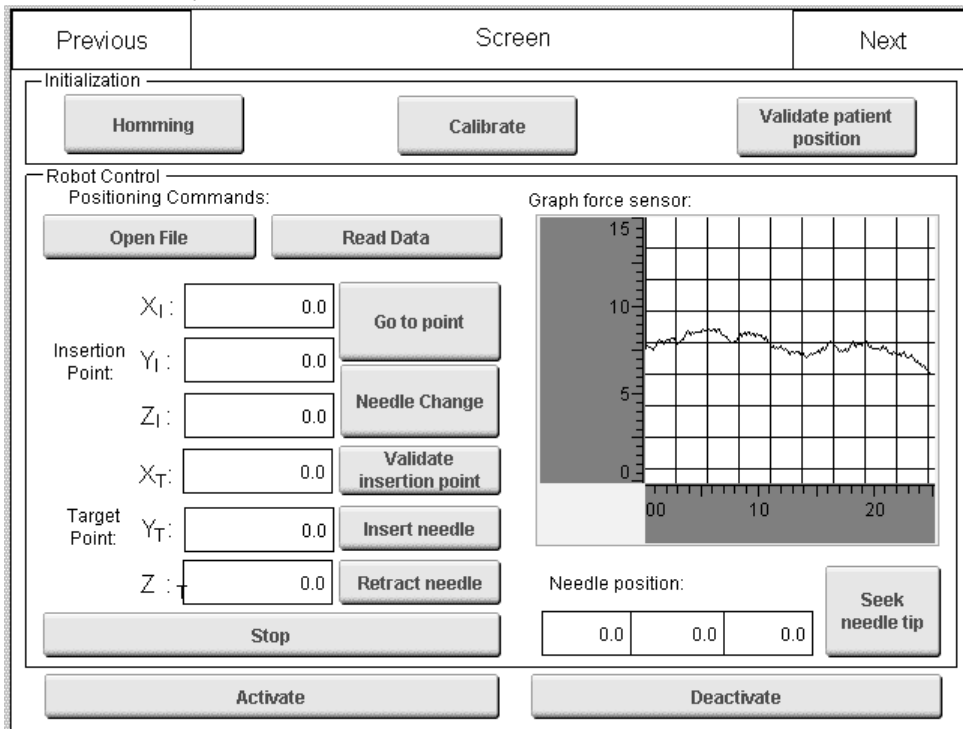 Previous
Screen
Next
Initialization
Homming
Calibrate
Validate patient
position
Robot Control
Positioning Commands:
Open File
Read Data
Graph force sensor:
15
10
5
0
00 10 20
XI: 0.0
Go to point
Insertion
Point:
YI: 0.0
Needle Change
ZI: 0.0
XT: 0.0
Validate
insertion point
Target
Point:
YT: 0.0
Insert needle
Z :T 0.0
Retract needle
Needle position:
0.0 0.0 0.0
Seek
needle tip
Stop
Activate
Deactivate